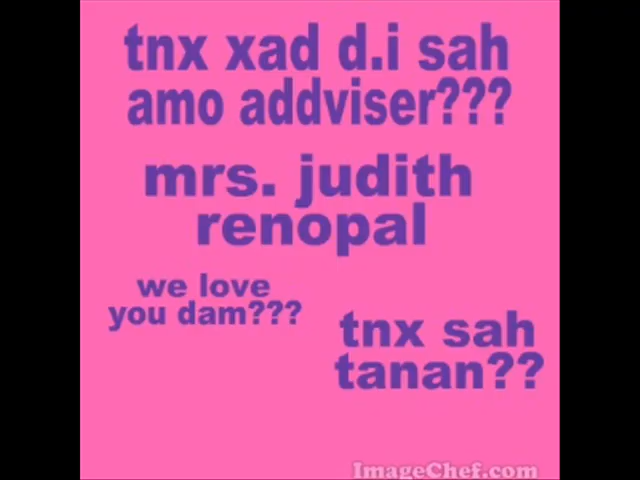 tnx xad d.i sah
amo addviser???
mrs. judith
renopal
we love
you dam???
tnx sah
tanan??
ImageChef.com